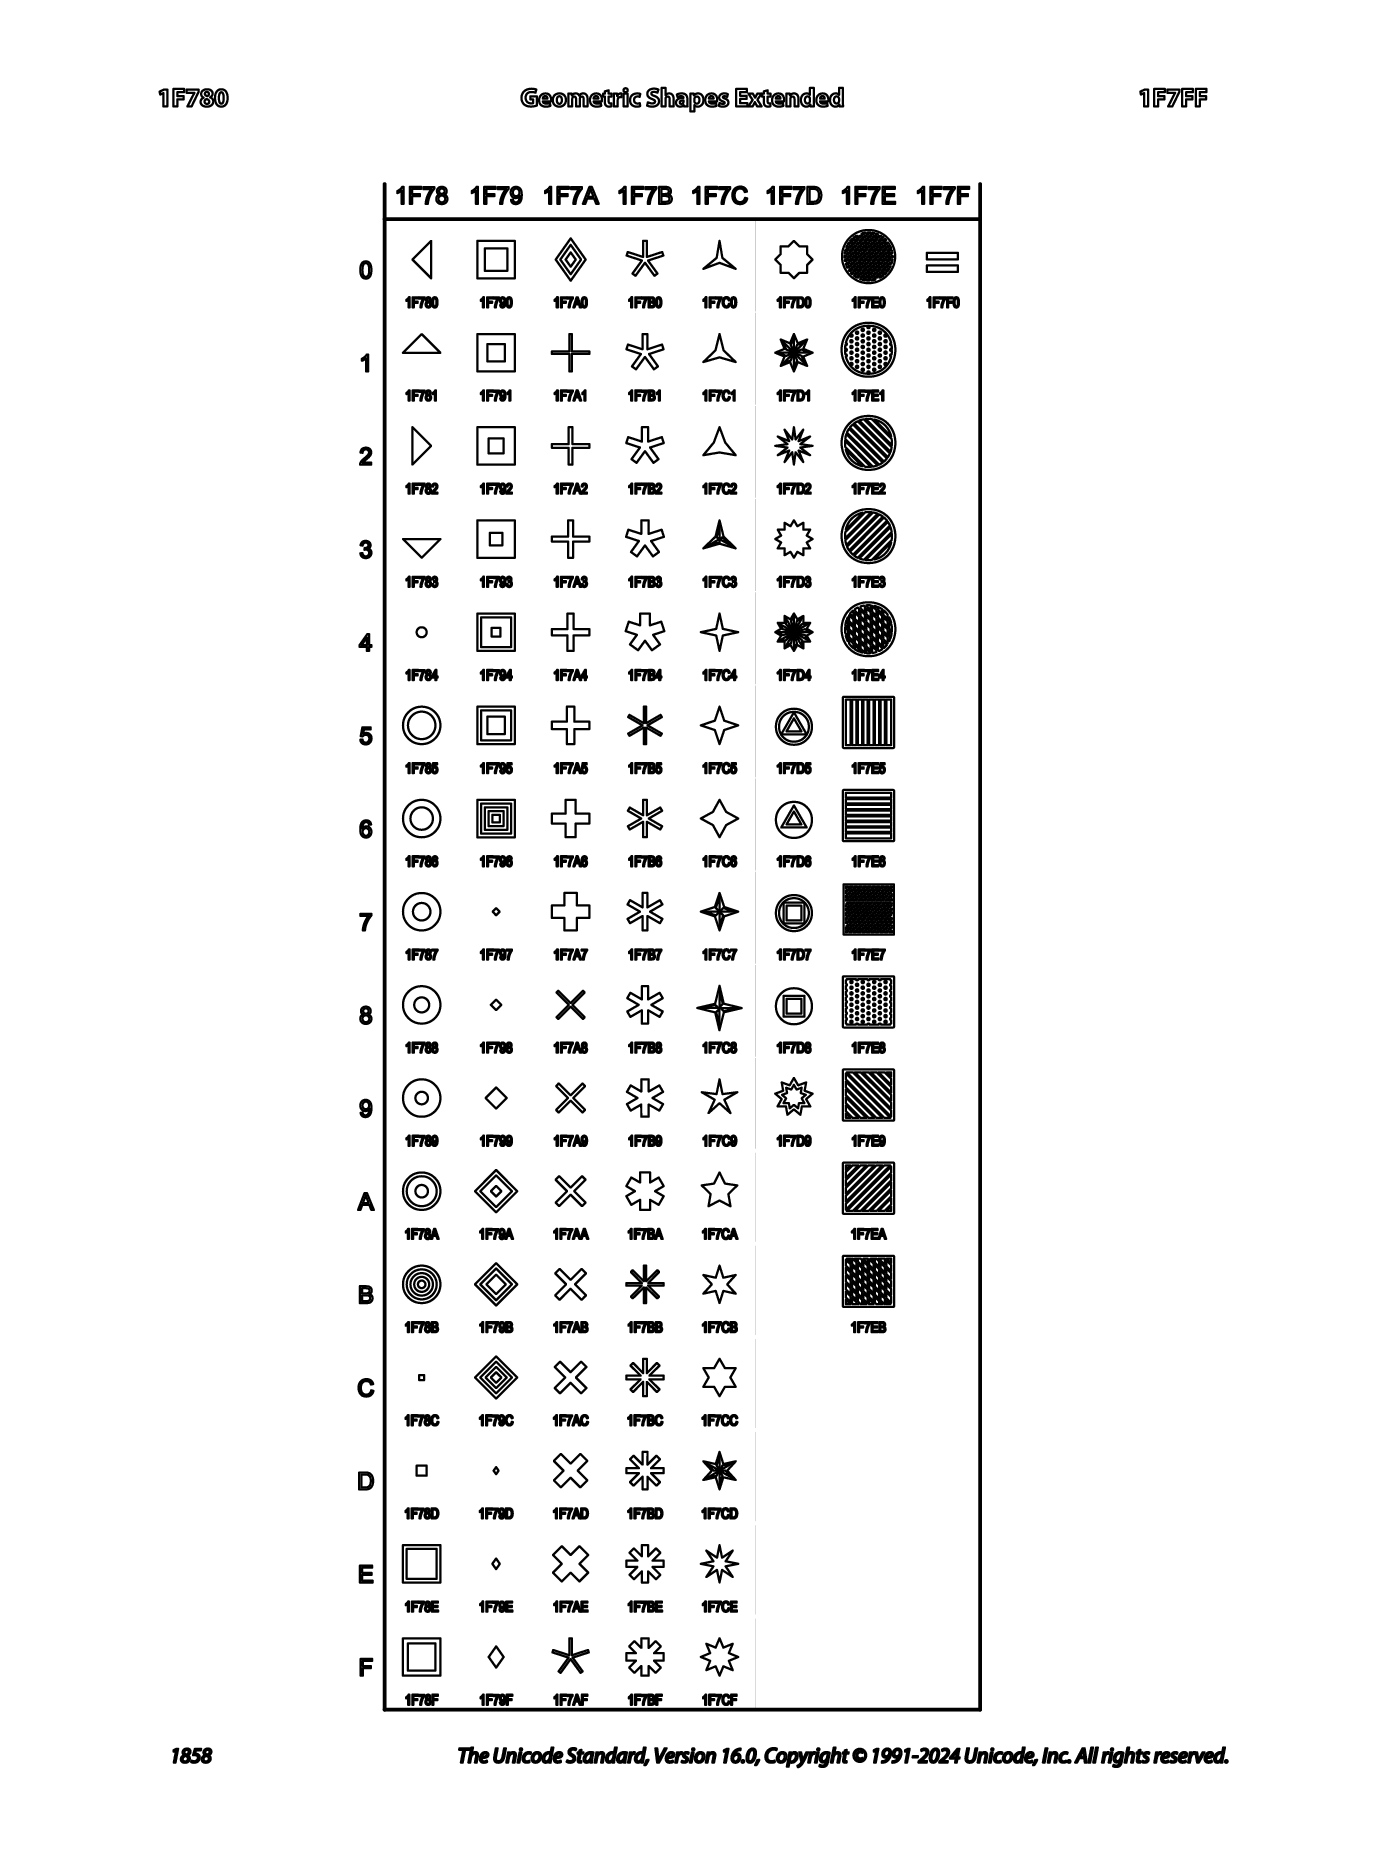 1F780 Geometric Shapes Extended 1F7FF
1F78 1F79 1F7A 1F7B 1F7C 1F7D 1F7E 1F7F
0
1F780 1F790 1F7A0 1F7B0 1F7C0 1F7D0 1F7E0 1F7F0
1
1F781 1F791 1F7A1 1F7B1 1F7C1 1F7D1 1F7E1
2
1F782 1F792 1F7A2 1F7B2 1F7C2 1F7D2 1F7E2
3
1F783 1F793 1F7A3 1F7B3 1F7C3 1F7D3 1F7E3
4
1F784 1F794 1F7A4 1F7B4 1F7C4 1F7D4 1F7E4
5
1F785 1F795 1F7A5 1F7B5 1F7C5 1F7D5 1F7E5
6
1F786 1F796 1F7A6 1F7B6 1F7C6 1F7D6 1F7E6
7
1F787 1F797 1F7A7 1F7B7 1F7C7 1F7D7 1F7E7
8
1F788 1F798 1F7A8 1F7B8 1F7C8 1F7D8 1F7E8
9
1F789 1F799 1F7A9 1F7B9 1F7C9 1F7D9 1F7E9
A
1F78A 1F79A 1F7AA 1F7BA 1F7CA 1F7EA
B
1F78B 1F79B 1F7AB 1F7BB 1F7CB 1F7EB
C
1F78C 1F79C 1F7AC 1F7BC 1F7CC
D
1F78D 1F79D 1F7AD 1F7BD 1F7CD
E
1F78E 1F79E 1F7AE 1F7BE 1F7CE
F
1F78F 1F79F 1F7AF 1F7BF 1F7CF
1858 The Unicode Standard, Version 16.0, Copyright © 1991-2024 Unicode, Inc. All rights reserved.